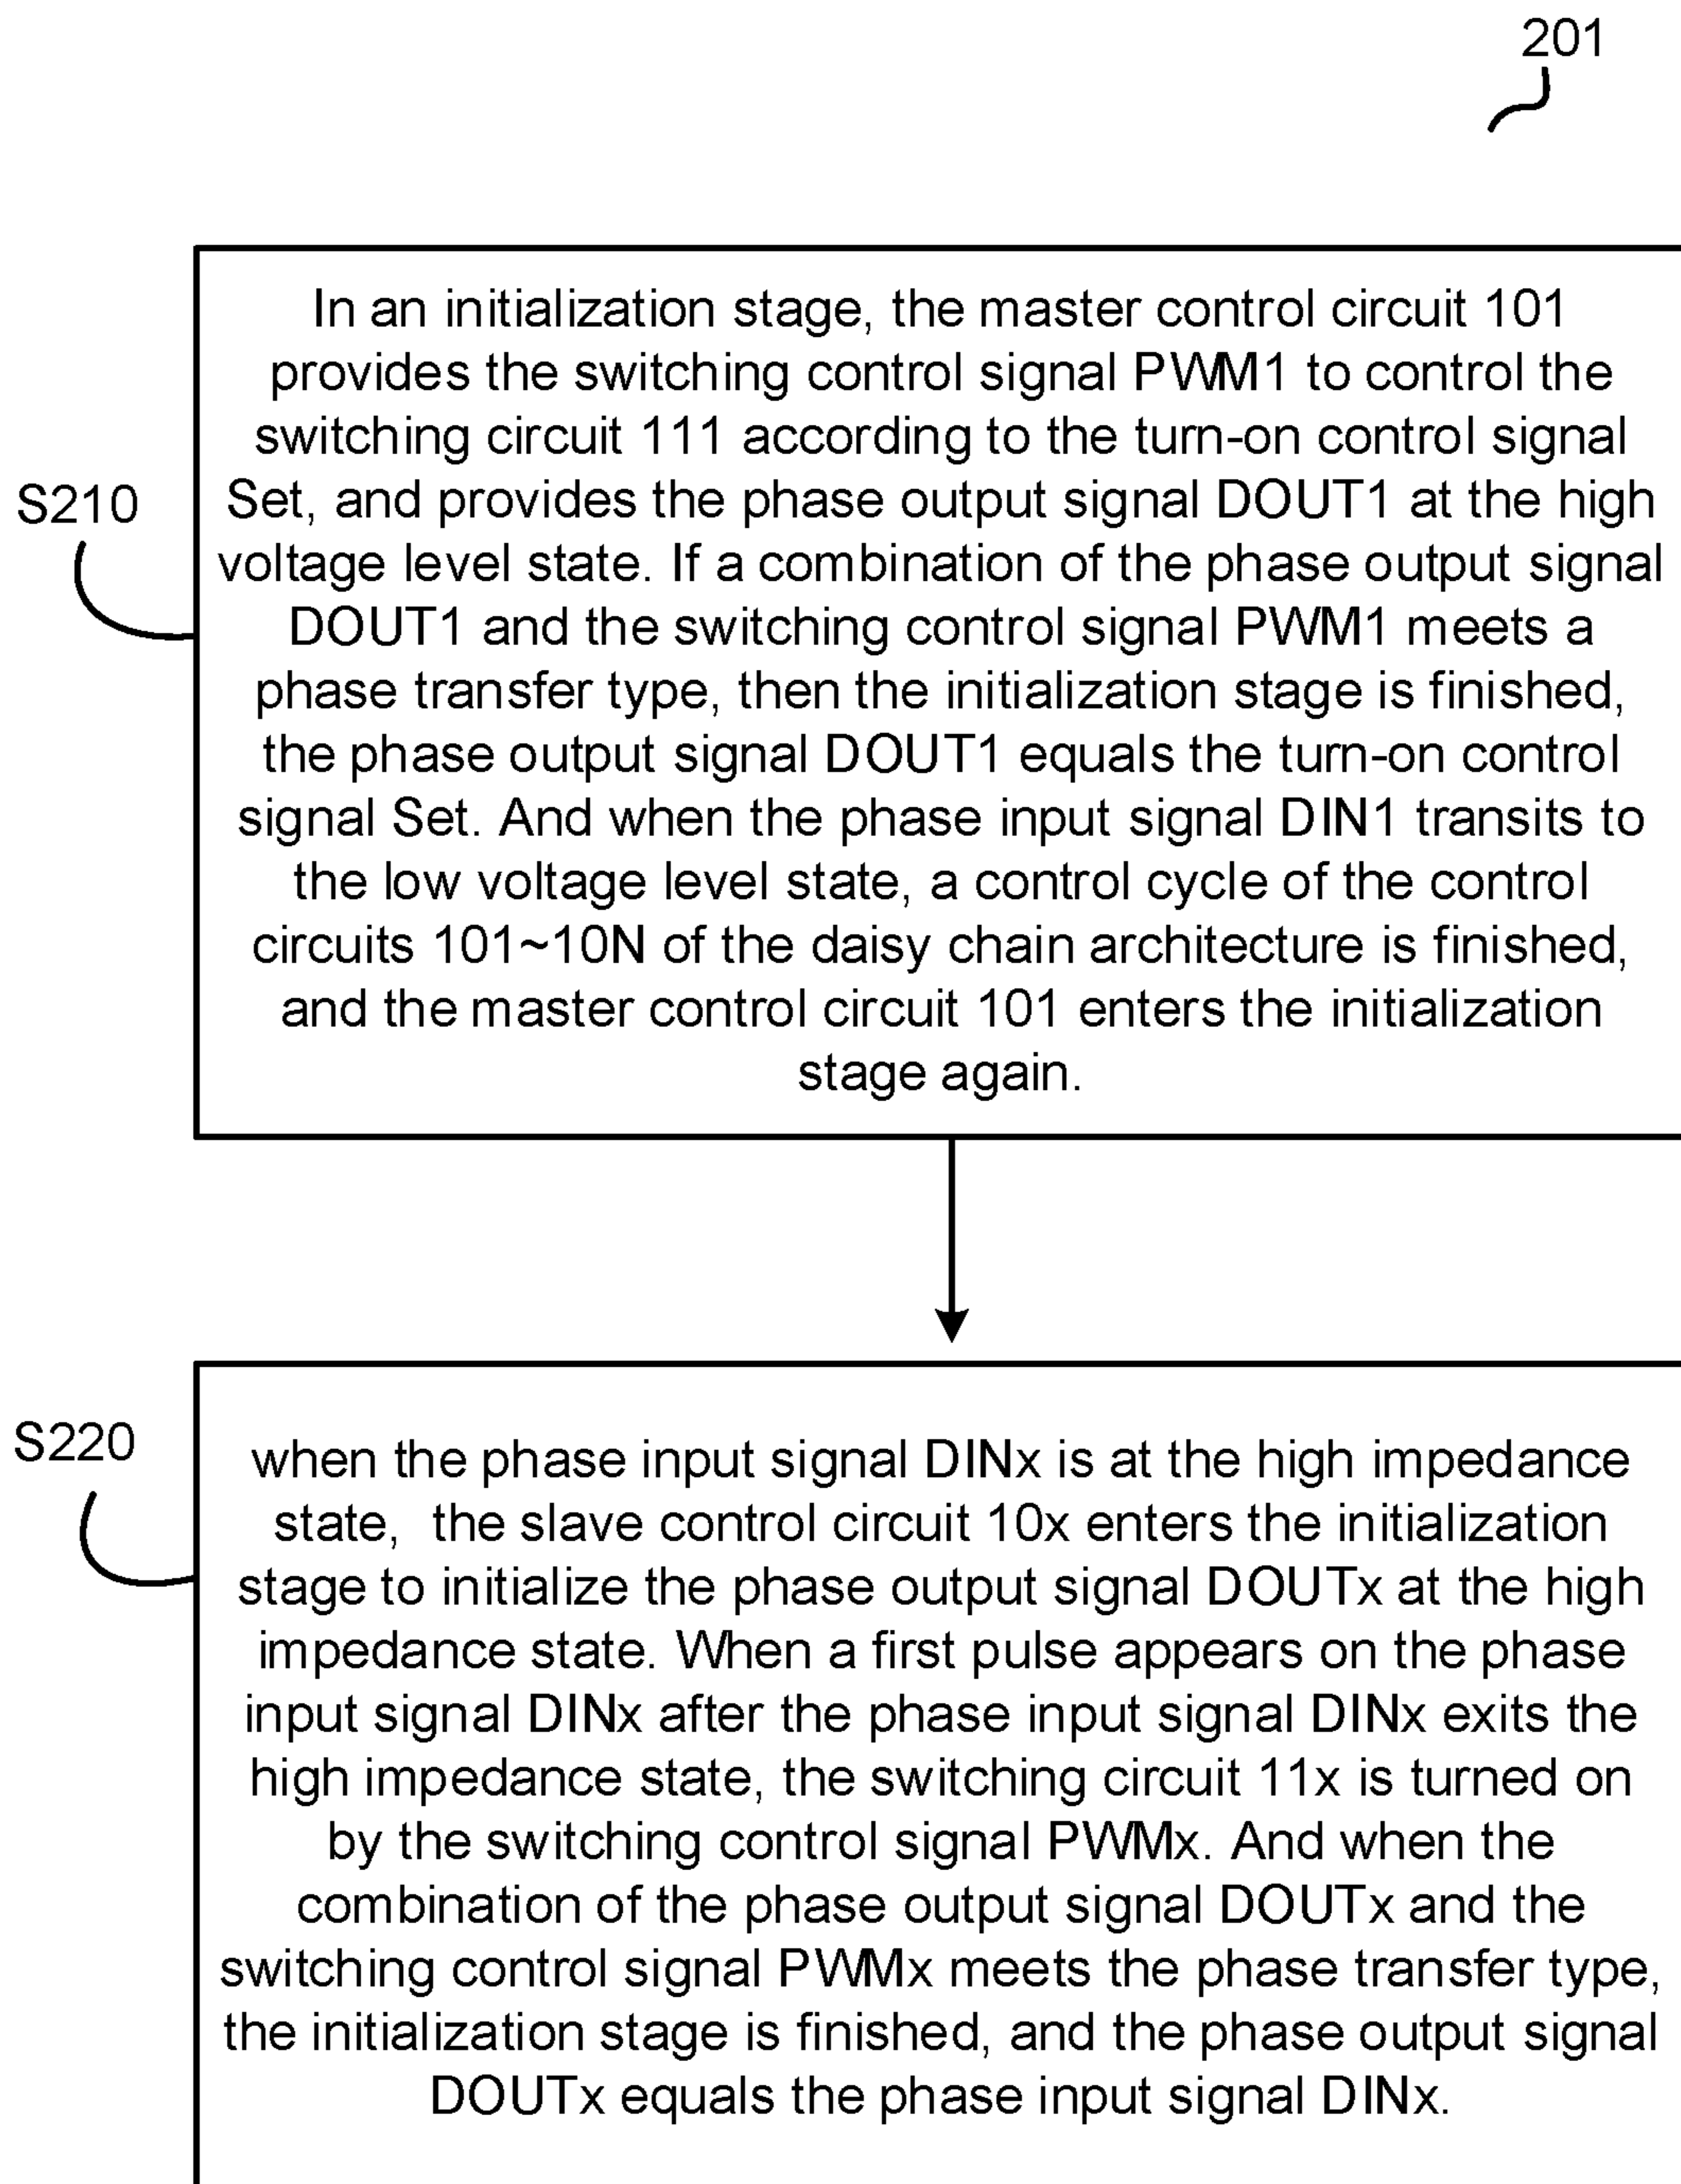 201
In an initialization stage, the master control circuit 101
provides the switching control signal PWM1 to control the
switching circuit 111 according to the turn-on control signal
S210
Set, and provides the phase output signal DOUT1 at the high
voltage level state. If a combination of the phase output signal
DOUT1 and the switching control signal PWM1 meets a
phase transfer type, then the initialization stage is finished,
the phase output signal DOUT1 equals the turn-on control
signal Set. And when the phase input signal DIN1 transits to
the low voltage level state, a control cycle of the control
circuits 101~10N of the daisy chain architecture is finished,
and the master control circuit 101 enters the initialization
stage again.
S220
when the phase input signal DINx is at the high impedance
state, the slave control circuit 10x enters the initialization
stage to initialize the phase output signal DOUTx at the high
impedance state. When a first pulse appears on the phase
input signal DINx after the phase input signal DINx exits the
high impedance state, the switching circuit 11x is turned on
by the switching control signal PWMx. And when the
combination of the phase output signal DOUTx and the
switching control signal PWMx meets the phase transfer type,
the initialization stage is finished, and the phase output signal
DOUTx equals the phase input signal DINx.